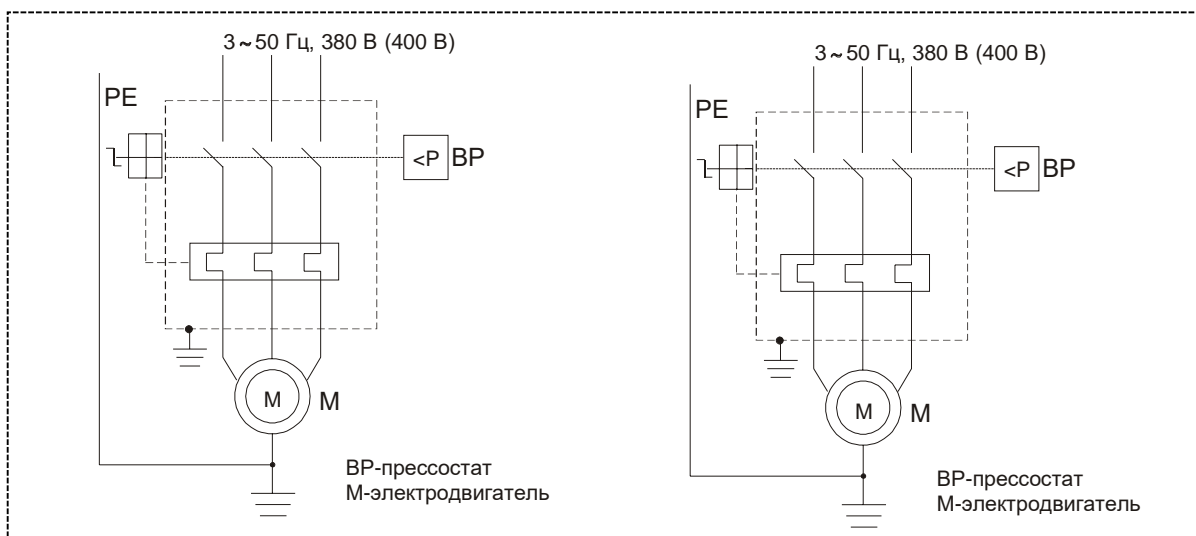 3~50 Гц, 380 В (400 В)
PE
<P BP
M M
BP-прессостат
М-электродвигатель
3~50 Гц, 380 В (400 В)
PE
<P BP
M M
BP-прессостат
М-электродвигатель